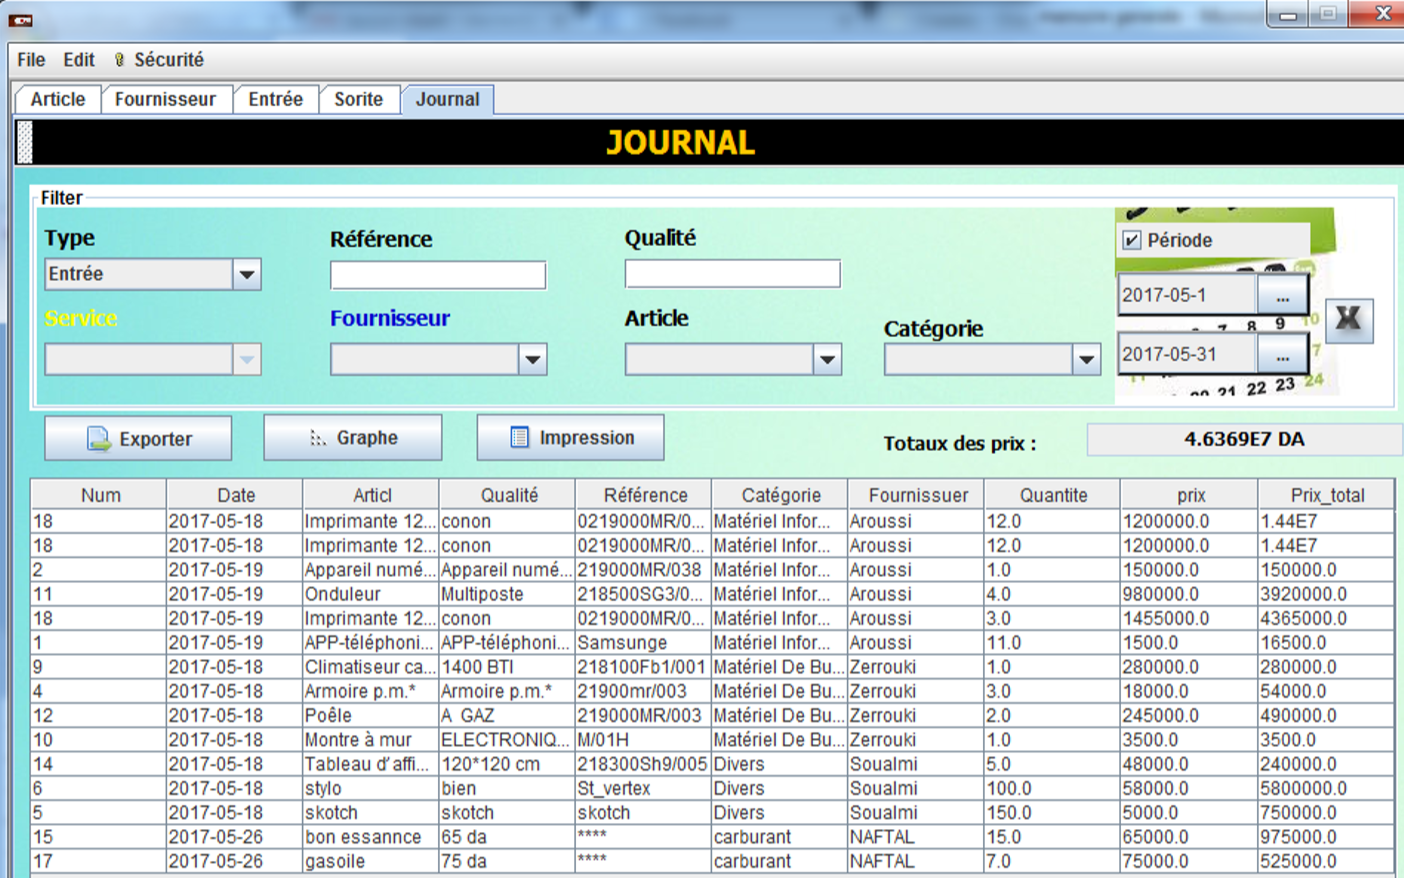 File Edit Sécurité
Article Fournisseur Entrée Sorite Journal
JOURNAL
Filter
Type Référence Qualité Période
Entrée
2017-05-1 ...
Service Fournisseur Article Catégorie
2017-05-31 ...
7 8 9 10
7
11
20 21 22 23 24
Exporter Graphe Impression Totaux des prix : 4.6369E7 DA
Num Date Articl Qualité Référence Catégorie Fournissuer Quantite prix Prix_total
18 2017-05-18 Imprimante 12... conon 0219000MR/0... Matériel Infor... Aroussi 12.0 1200000.0 1.44E7
18 2017-05-18 Imprimante 12... conon 0219000MR/0... Matériel Infor... Aroussi 12.0 1200000.0 1.44E7
2 2017-05-19 Appareil numé... Appareil numé... 219000MR/038 Matériel Infor... Aroussi 1.0 150000.0 150000.0
11 2017-05-19 Onduleur Multiposte 218500SG3/0... Matériel Infor... Aroussi 4.0 980000.0 3920000.0
18 2017-05-19 Imprimante 12... conon 0219000MR/0... Matériel Infor... Aroussi 3.0 1455000.0 4365000.0
1 2017-05-19 APP-téléphoni... APP-téléphoni... Samsunge Matériel Infor... Aroussi 11.0 1500.0 16500.0
9 2017-05-18 Climatiseur ca... 1400 BTI 218100Fb1/001 Matériel De Bu... Zerrouki 1.0 280000.0 280000.0
4 2017-05-18 Armoire p.m.* Armoire p.m.* 21900mr/003 Matériel De Bu... Zerrouki 3.0 18000.0 54000.0
12 2017-05-18 Poêle A GAZ 219000MR/003 Matériel De Bu... Zerrouki 2.0 245000.0 490000.0
10 2017-05-18 Montre à mur ELECTRONIQ... M/01H Matériel De Bu... Zerrouki 1.0 3500.0 3500.0
14 2017-05-18 Tableau d'affi... 120*120 cm 218300Sh9/005 Divers Soualmi 5.0 48000.0 240000.0
6 2017-05-18 stylo bien St_vertex Divers Soualmi 100.0 58000.0 5800000.0
5 2017-05-18 skotch skotch skotch Divers Soualmi 150.0 5000.0 750000.0
15 2017-05-26 bon essannce 65 da **** carburant NAFTAL 15.0 65000.0 975000.0
17 2017-05-26 gasoile 75 da **** carburant NAFTAL 7.0 75000.0 525000.0